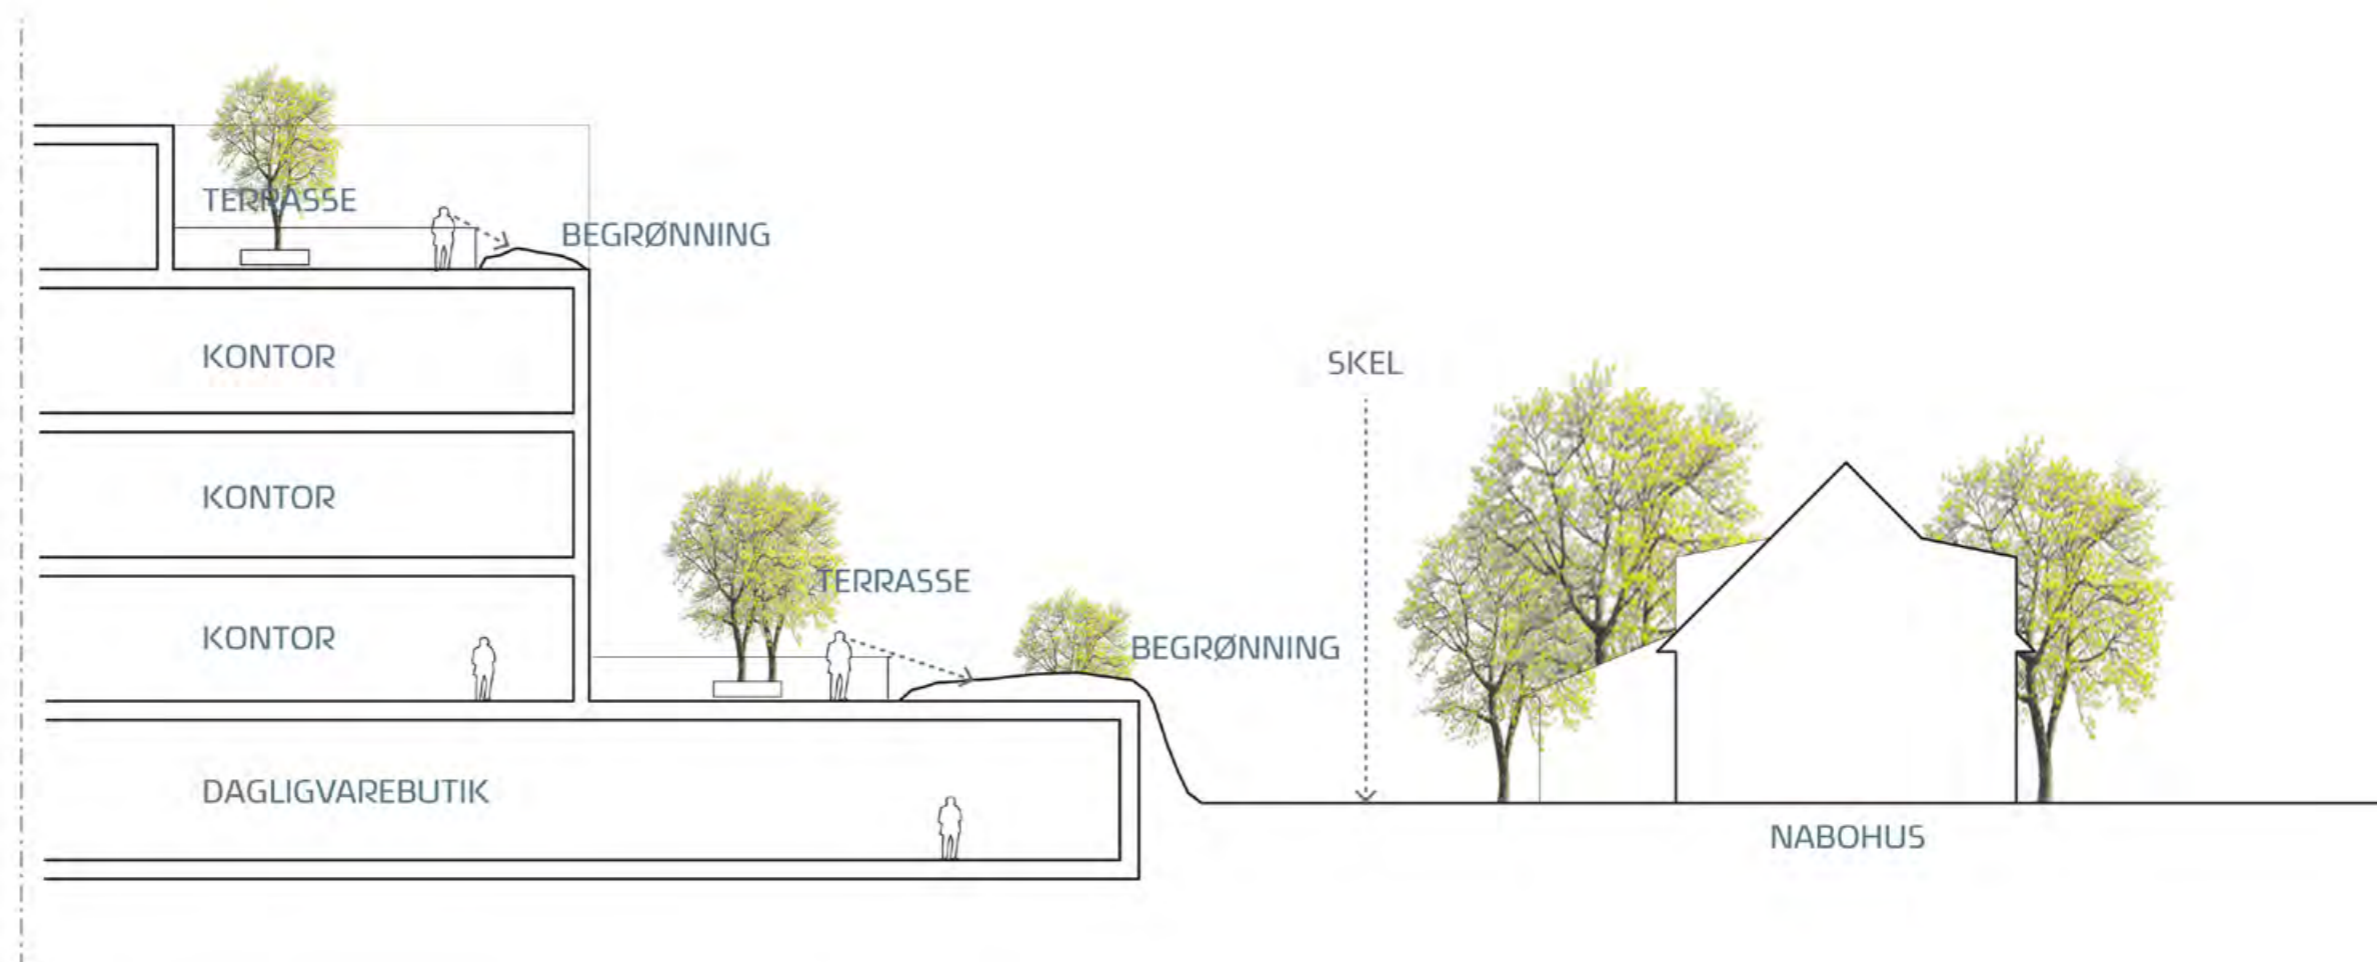 TERRASSE
BEGRØNNING
KONTOR
SKEL
KONTOR
TERRASSE
KONTOR
BEGRØNNING
DAGLIGVAREBUTIK
NABOHUS